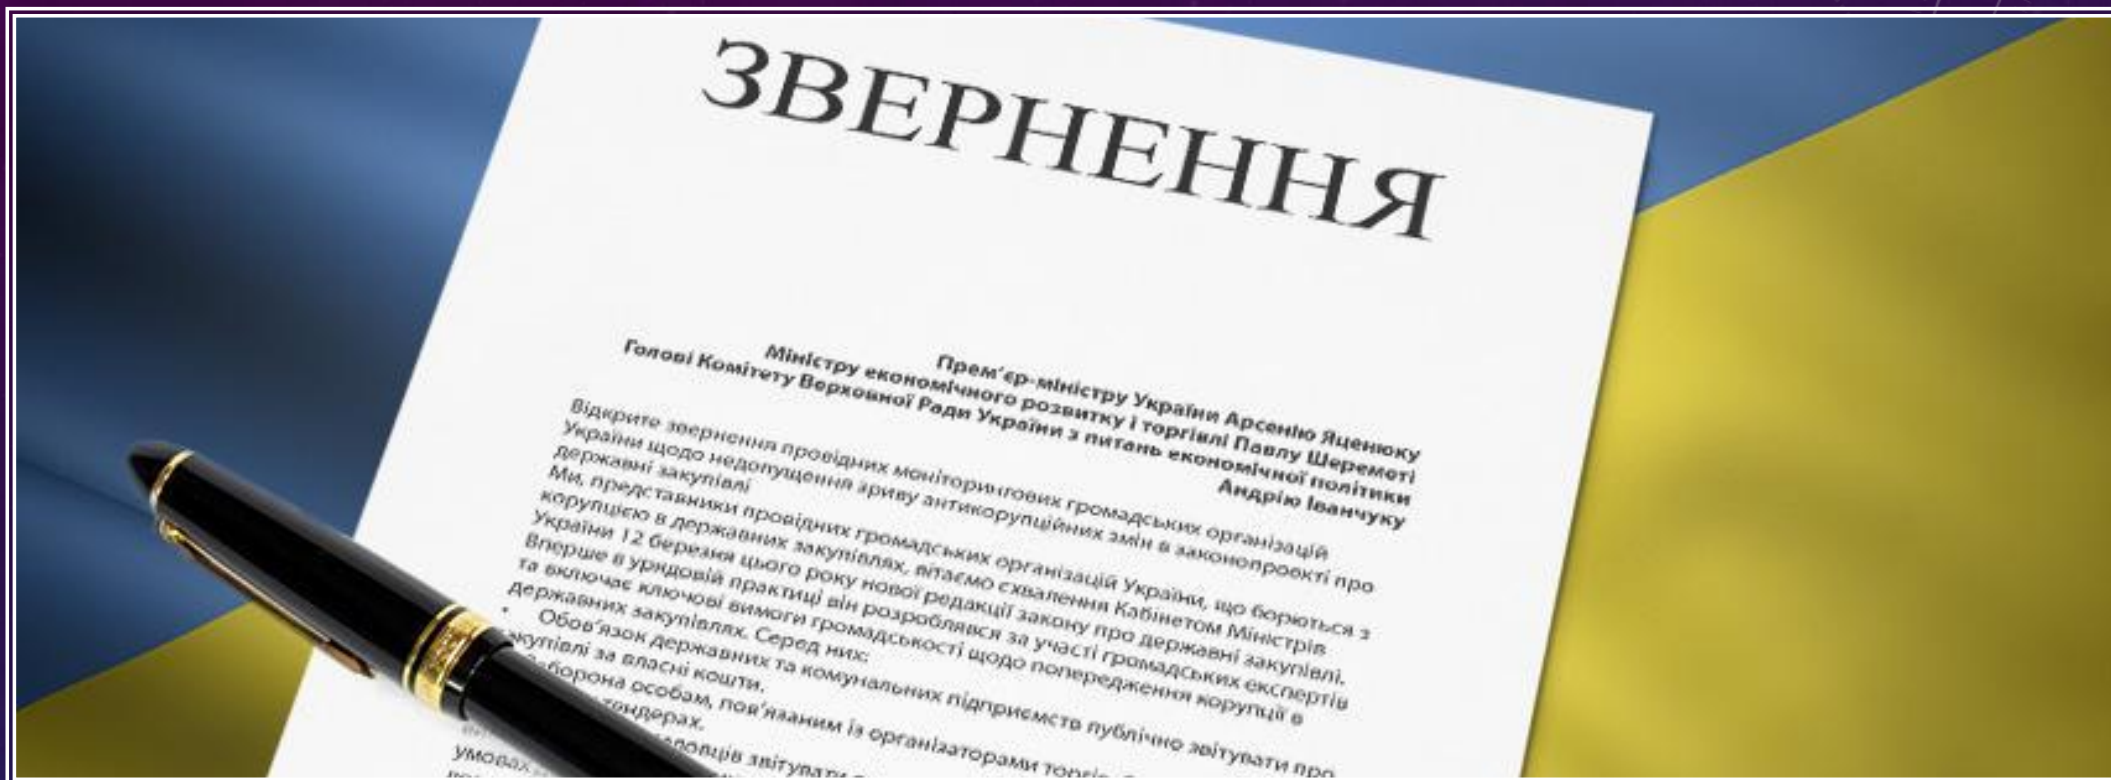 ЗВЕРНЕННЯ
Прем'єр-міністру України Арсенію Яценюку
Міністру економічного розвитку і торгівлі Павлу Шереметі
Голові Комітету Верховної Ради України з питань економічної політики
Андрію Іванчуку
Відкрите звернення провідних моніторингових громадських організацій
України щодо недопущення зриву антикорупційних змін в законопроекті про
державні закупівлі
Ми, представники провідних громадських організацій України, що борються з
корупцією в державних закупівлях, вітаємо схвалення Кабінетом Міністрів
України 12 березня цього року нової редакції закону про державні закупівлі.
Вперше в урядовій практиці він розроблявся за участі громадських експертів
та включає ключові вимоги громадськості щодо попередження корупції в
державних закупівлях. Серед них:
• Обов'язок державних та комунальних підприємств публічно звітувати про
закупівлі за власні кошти.
особам, пов'язаним із організаторами
тендерах.
звітувати
умовах